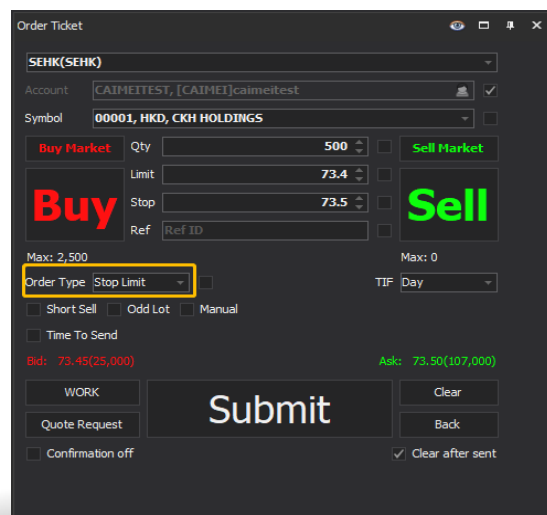 Order Ticket
SEHK(SEHK)
Account CAIMEITEST, [CAIMEI]caimeitest
Symbol 00001, HKD, CKH HOLDINGS
Buy Market Qty 500 Sell Market
Limit 73.4
Buy Stop 73.5 Sell
Ref Ref ID
Max: 2,500 Max: 0
Order Type Stop Limit TIF Day
Short Sell Odd Lot Manual
Time To Send
Bid: 73.45(25,000) Ask: 73.50(107,000)
WORK Submit Clear
Quote Request Back
Confirmation off Clear after sent